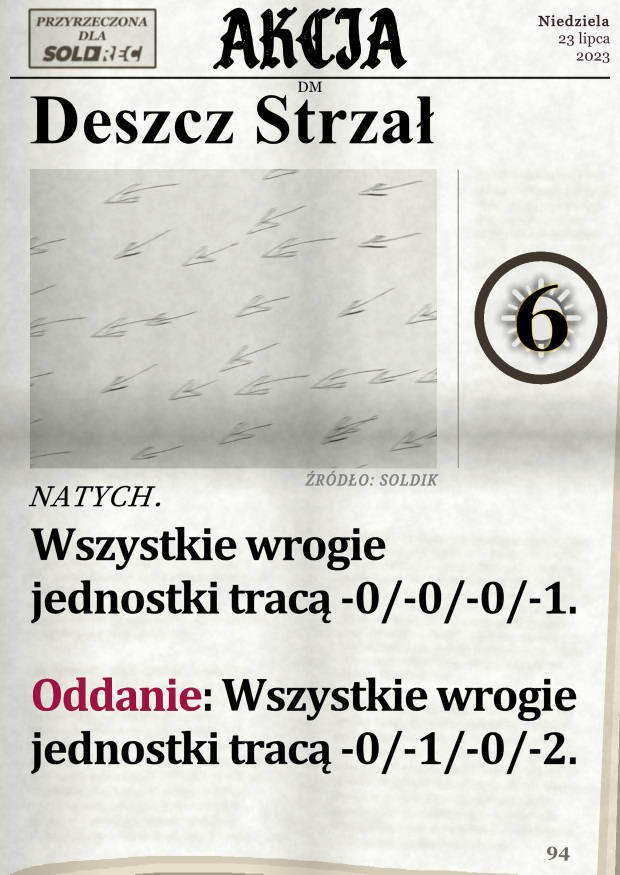 PRZYRZECZONA
DLA
SOLDREC
AKCJA
Niedziela
23 lipca
2023
DM
Deszcz Strzał
6
ŹRÓDŁO: SOLDIK
NATYCH.
Wszystkie wrogie
jednostki tracą -0/-0/-0/-1.
Oddanie: Wszystkie wrogie
jednostki tracą -0/-1/-0/-2.
94